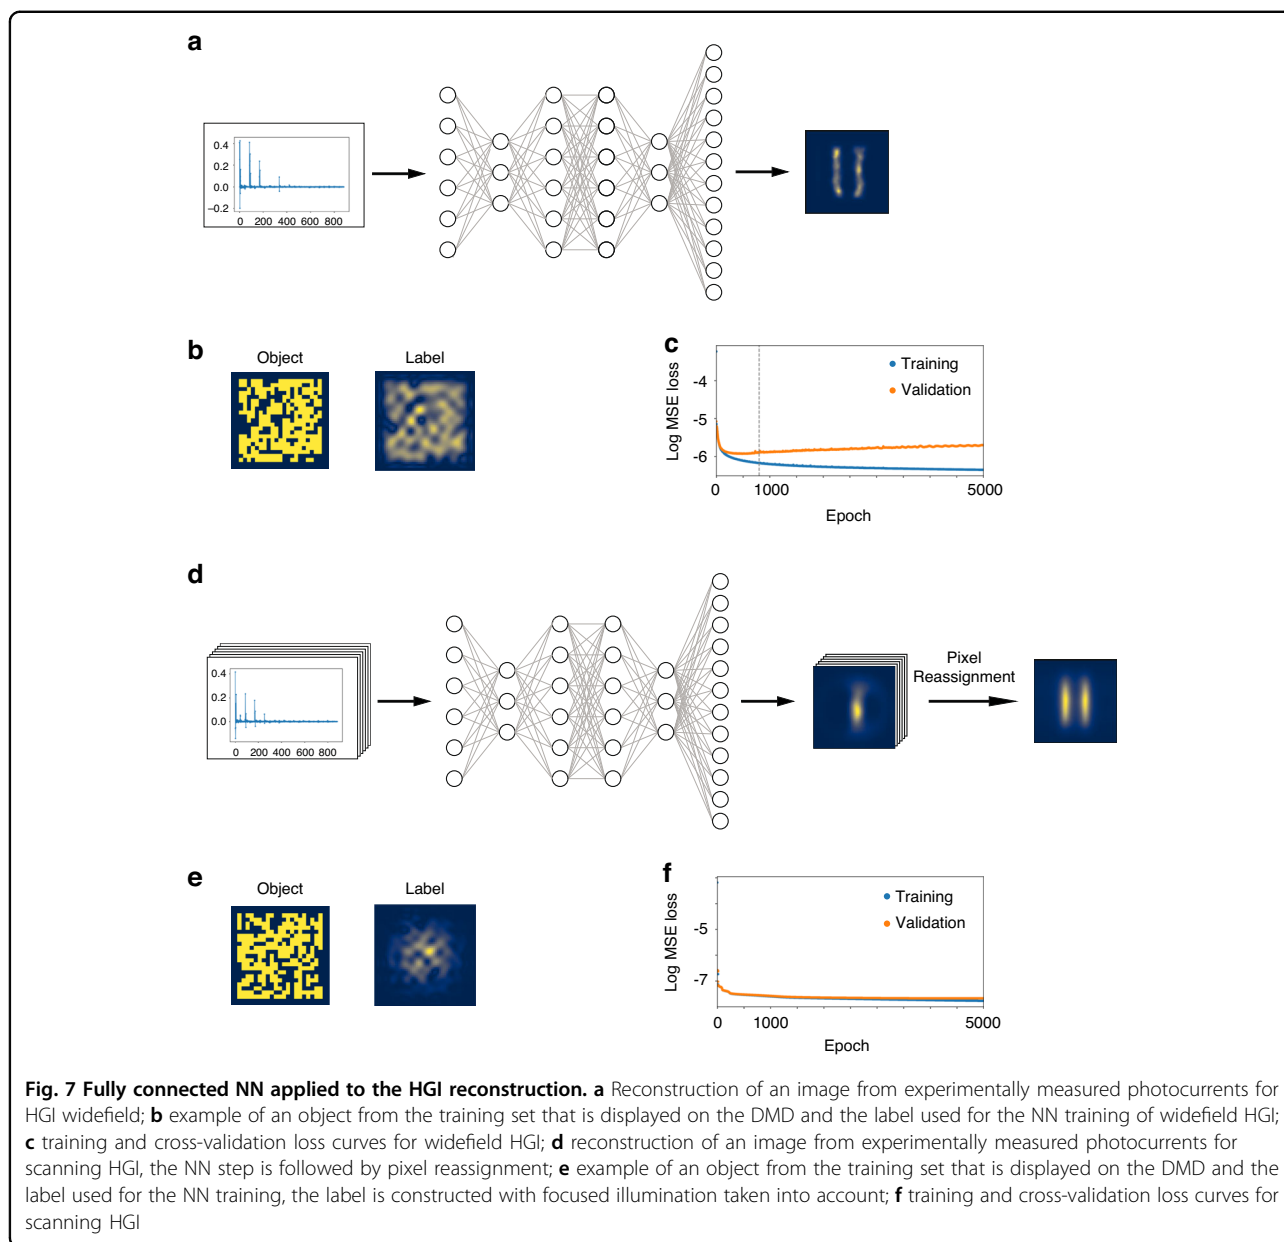 a
0.4
0.2
0.0
−0.2
0 200 400 600 800
b
Object Label
c
Training
Validation
Log MSE loss
-4
-5
-6
0 1000 5000
Epoch
d
0.4
0.2
0.0
0 200 400 600 800
Pixel
Reassignment
e
Object Label
f
Training
Validation
Log MSE loss
-5
-7
0 1000 5000
Epoch
Fig. 7 Fully connected NN applied to the HGI reconstruction. a Reconstruction of an image from experimentally measured photocurrents for
HGI widefield; b example of an object from the training set that is displayed on the DMD and the label used for the NN training of widefield HGI;
c training and cross-validation loss curves for widefield HGI; d reconstruction of an image from experimentally measured photocurrents for
scanning HGI, the NN step is followed by pixel reassignment; e example of an object from the training set that is displayed on the DMD and the
label used for the NN training, the label is constructed with focused illumination taken into account; f training and cross-validation loss curves for
scanning HGI